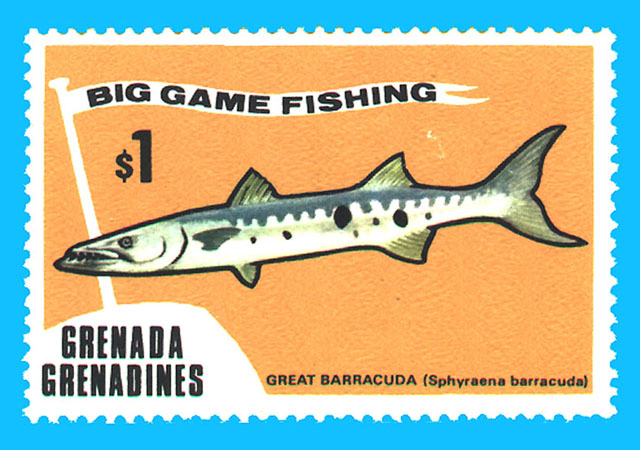 BIG GAME FISHING
$1
GRENADA
GRENADINES
GREAT BARRACUDA (Sphyraena barracuda)